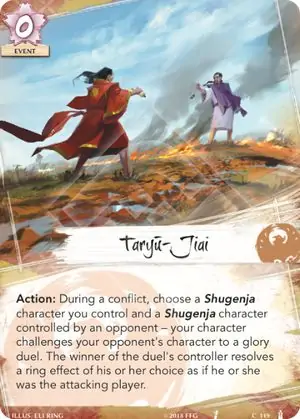 0
EVENT
Taryū-Jiai
Action: During a conflict, choose a Shugenja
character you control and a Shugenja character
controlled by an opponent – your character
challenges your opponent's character to a glory
duel. The winner of the duel's controller resolves
a ring effect of his or her choice as if he or she
was the attacking player.
ILLUS. ELI RING
©2018 FFG
C 119